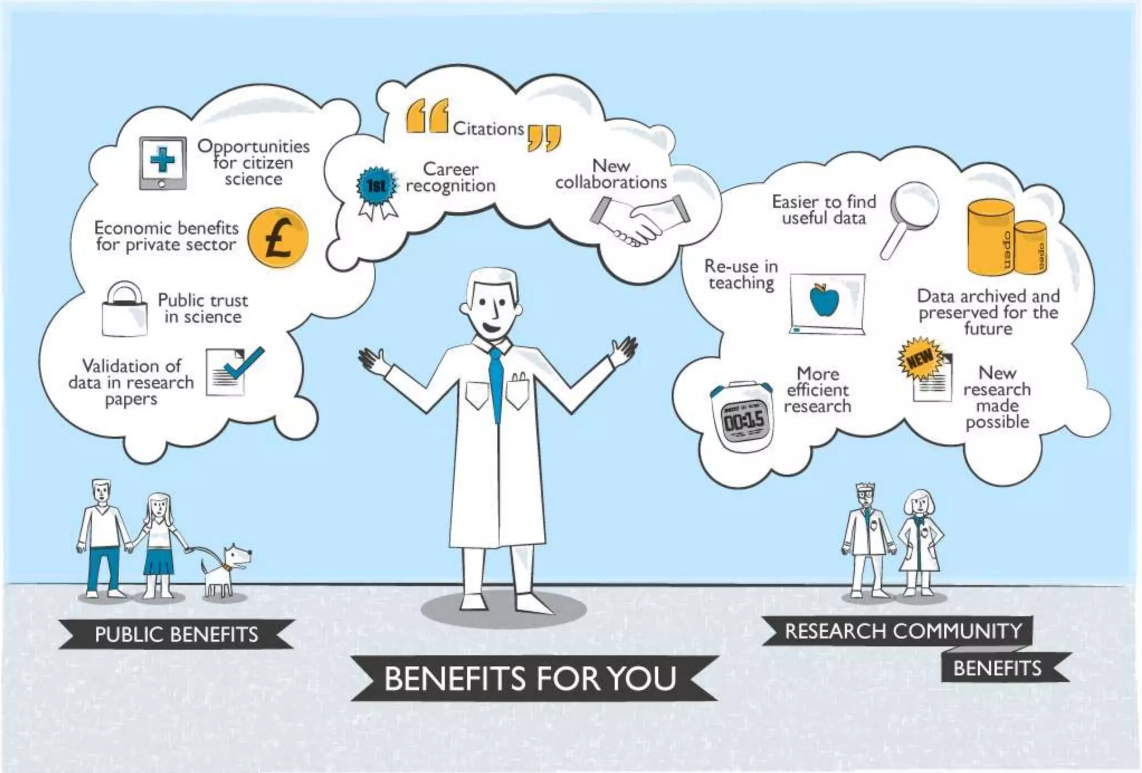 Opportunities
for citizen
science
Economic benefits
for private sector
£
Public trust
in science
Validation of
data in research
papers
“ Citations ”
1st
Career
recognition
New
collaborations
Easier to find
useful data
open
open
Re-use in
teaching
Data archived and
preserved for the
future
More
efficient
research
00:15
NEW
New
research
made
possible
PUBLIC BENEFITS
BENEFITS FOR YOU
RESEARCH COMMUNITY
BENEFITS